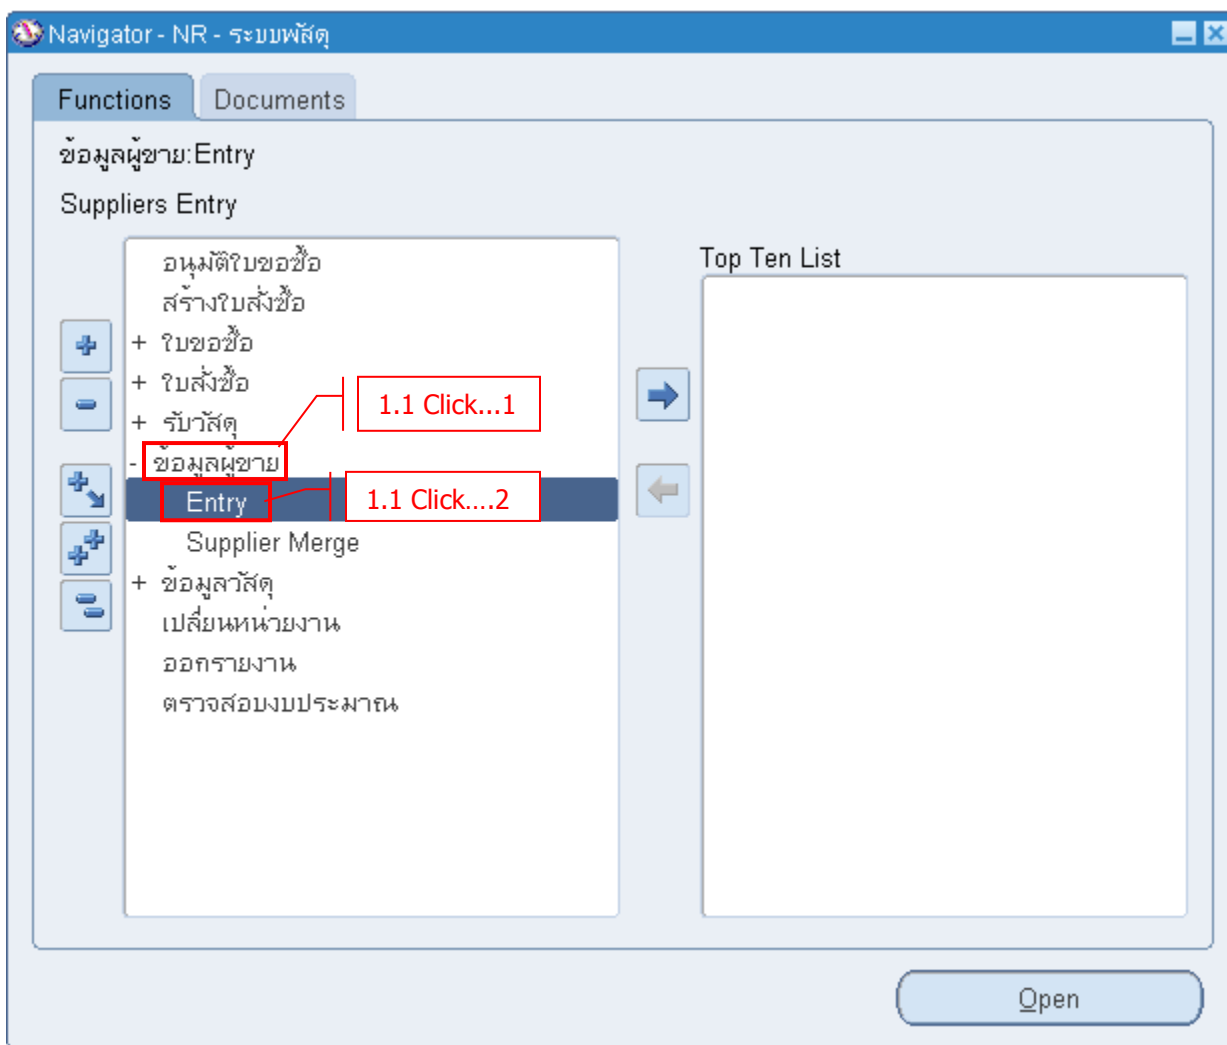 Navigator - NR - ระบบพัสดุ
Functions
Documents
ข้อมูลผู้ขาย:Entry
Suppliers Entry
อนุมัติใบขอซื้อ
สร้างใบสั่งซื้อ
+ ใบขอซื้อ
+ ใบสั่งซื้อ
+ รับวัสดุ
- ข้อมูลผู้ขาย
Entry
Supplier Merge
+ ข้อมูลวัสดุ
เปลี่ยนหน่วยงาน
ออกรายงาน
ตรวจสอบงบประมาณ
1.1 Click...1
1.1 Click....2
Top Ten List
Open